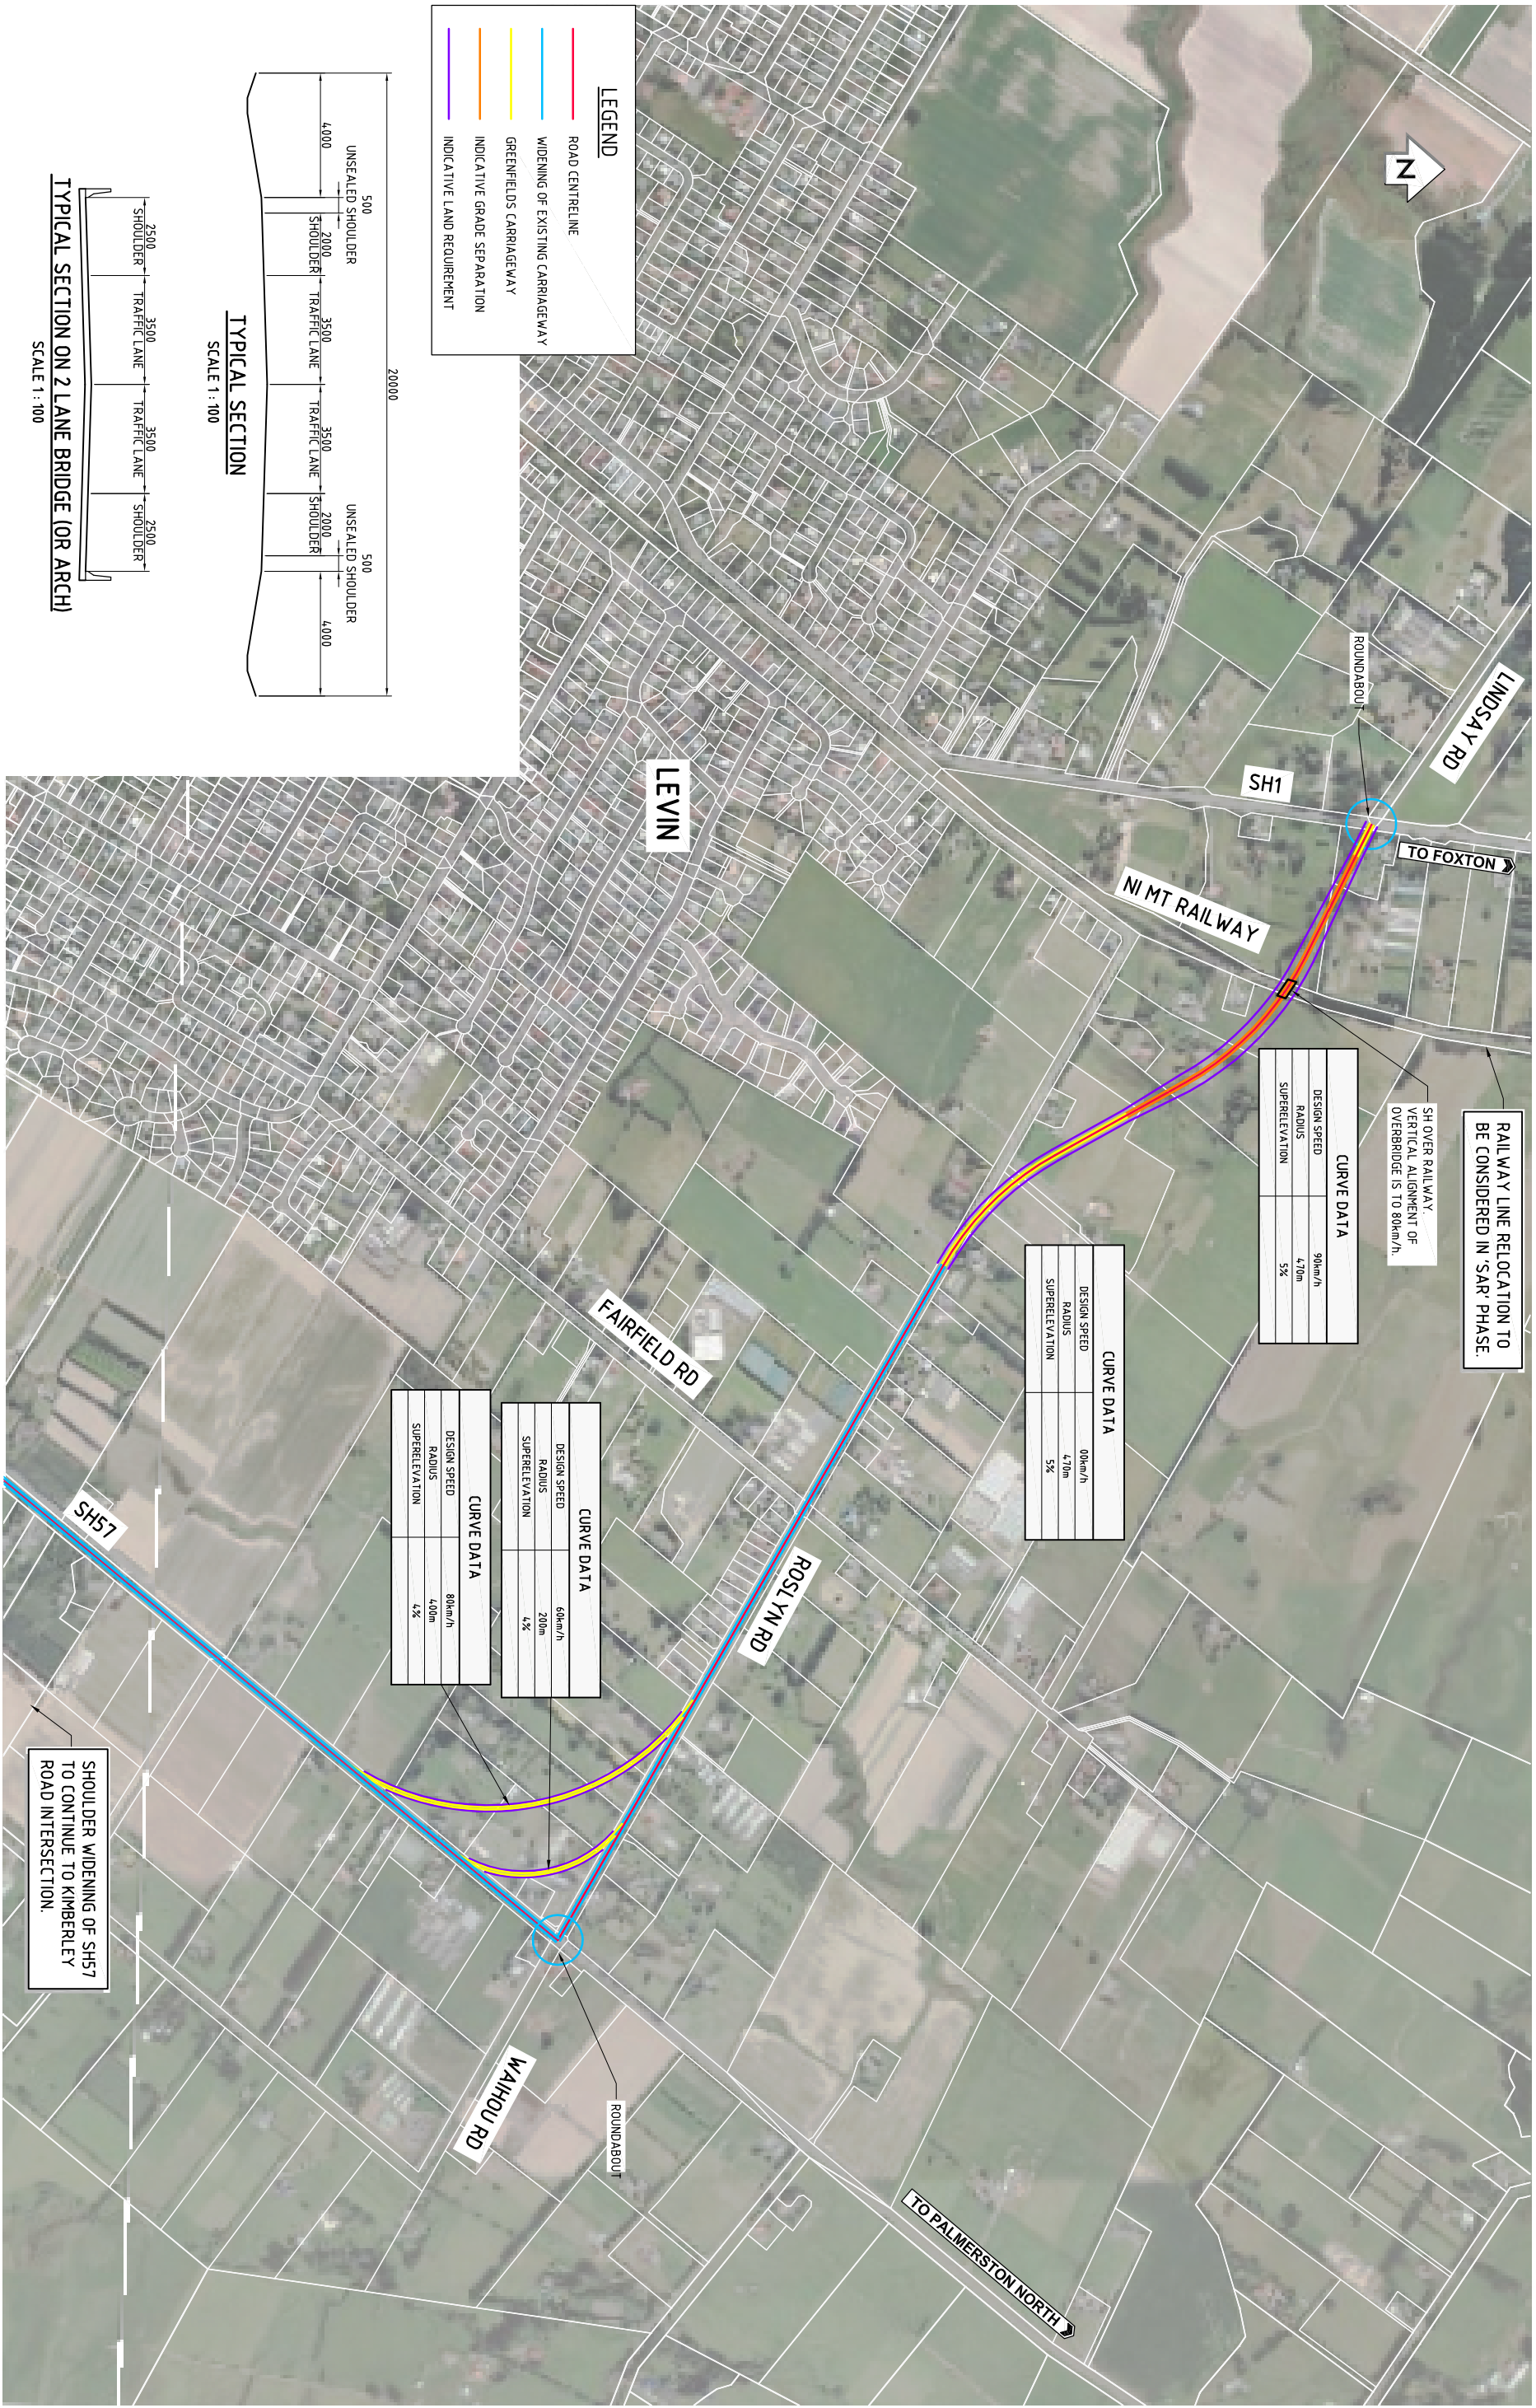 LEGEND
ROAD CENTRELINE
WIDENING OF EXISTING CARRIAGEWAY
GREENFIELDS CARRIAGEWAY
INDICATIVE GRADE SEPARATION
INDICATIVE LAND REQUIREMENT
20000
500
500
UNSEALED SHOULDER
UNSEALED SHOULDER
4000
2000
SHOULDER
3500
TRAFFIC LANE
3500
TRAFFIC LANE
2000
SHOULDER
4000
TYPICAL SECTION
SCALE 1 : 100
2500
SHOULDER
3500
TRAFFIC LANE
3500
TRAFFIC LANE
2500
SHOULDER
TYPICAL SECTION ON 2 LANE BRIDGE (OR ARCH)
SCALE 1 : 100
N
LINDSAY RD
ROUNDABOUT
SH1
TO FOXTON
NI MT RAILWAY
LEVIN
RAILWAY LINE RELOCATION TO
BE CONSIDERED IN 'SAR' PHASE.
SH OVER RAILWAY.
VERTICAL ALIGNMENT OF
OVERBRIDGE IS TO 80km/h.
CURVE DATA
DESIGN SPEED 90km/h
RADIUS 470m
SUPERELEVATION 5%
CURVE DATA
DESIGN SPEED 00km/h
RADIUS 470m
SUPERELEVATION 5%
FAIRFIELD RD
ROSLYN RD
CURVE DATA
DESIGN SPEED 60km/h
RADIUS 200m
SUPERELEVATION 4%
CURVE DATA
DESIGN SPEED 80km/h
RADIUS 400m
SUPERELEVATION 4%
SH57
SHOULDER WIDENING OF SH57
TO CONTINUE TO KIMBERLEY
ROAD INTERSECTION.
ROUNDABOUT
WAIHOU RD
TO PALMERSTON NORTH